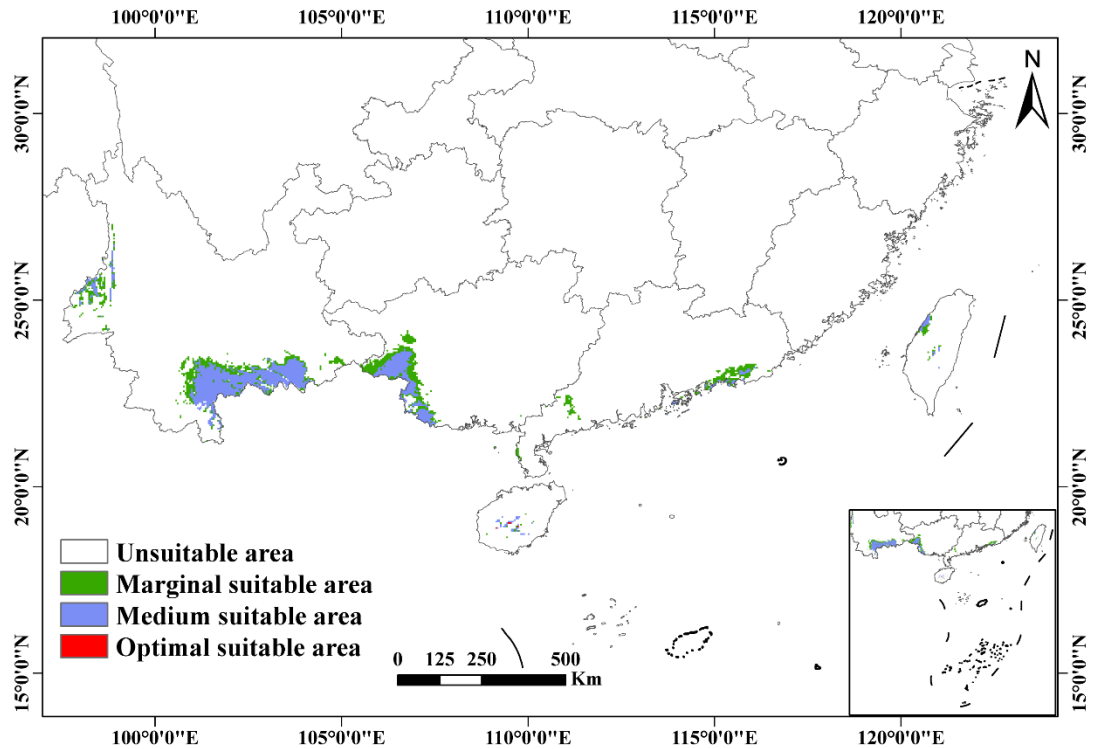 100°0'0"E 105°0'0"E 110°0'0"E 115°0'0"E 120°0'0"E
N
30°0'0"N 30°0'0"N
25°0'0"N 25°0'0"N
20°0'0"N 20°0'0"N
Unsuitable area
Marginal suitable area
Medium suitable area
Optimal suitable area
0 125 250 500
Km
15°0'0"N 15°0'0"N
100°0'0"E 105°0'0"E 110°0'0"E 115°0'0"E 120°0'0"E